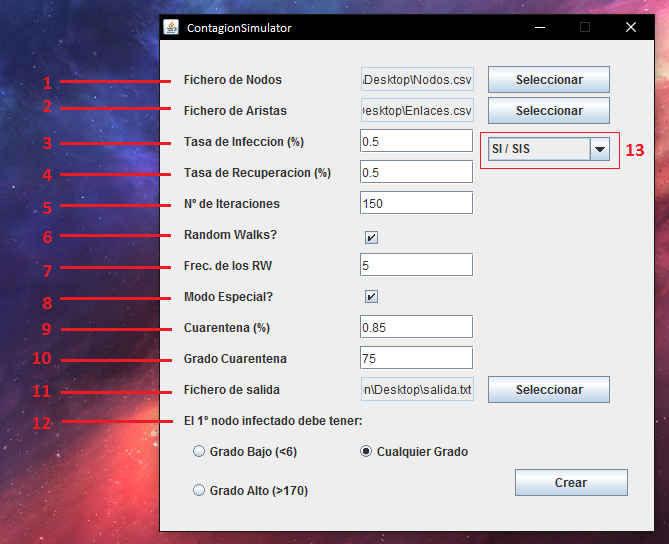 ContagionSimulator
1 Fichero de Nodos \Desktop\Nodos.csv Seleccionar
2 Fichero de Aristas esktop\Enlaces.csv Seleccionar
3 Tasa de Infeccion (%) 0.5 SI / SIS 13
4 Tasa de Recuperacion (%) 0.5
5 Nº de Iteraciones 150
6 Random Walks?
7 Frec. de los RW 5
8 Modo Especial?
9 Cuarentena (%) 0.85
10 Grado Cuarentena 75
11 Fichero de salida n\Desktop\salida.txt Seleccionar
12 El 1º nodo infectado debe tener:
Grado Bajo (<6) Cualquier Grado
Grado Alto (>170) Crear